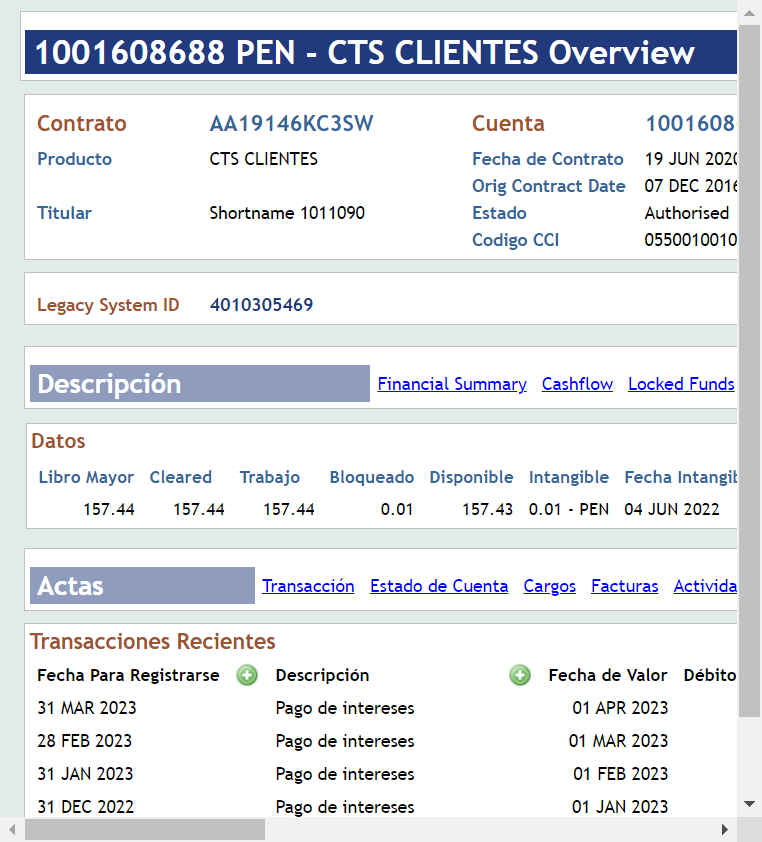 1001608688 PEN - CTS CLIENTES Overview
Contrato AA19146KC3SW Cuenta 1001608
Producto CTS CLIENTES Fecha de Contrato 19 JUN 2020
Orig Contract Date 07 DEC 2016
Titular Shortname 1011090 Estado Authorised
Codigo CCI 0550010010
Legacy System ID 4010305469
Descripción Financial Summary Cashflow Locked Funds
Datos
Libro Mayor Cleared Trabajo Bloqueado Disponible Intangible Fecha Intangib
157.44 157.44 157.44 0.01 157.43 0.01 - PEN 04 JUN 2022
Actas Transacción Estado de Cuenta Cargos Facturas Activida
Transacciones Recientes
Fecha Para Registrarse Descripción Fecha de Valor Débito
31 MAR 2023 Pago de intereses 01 APR 2023
28 FEB 2023 Pago de intereses 01 MAR 2023
31 JAN 2023 Pago de intereses 01 FEB 2023
31 DEC 2022 Pago de intereses 01 JAN 2023